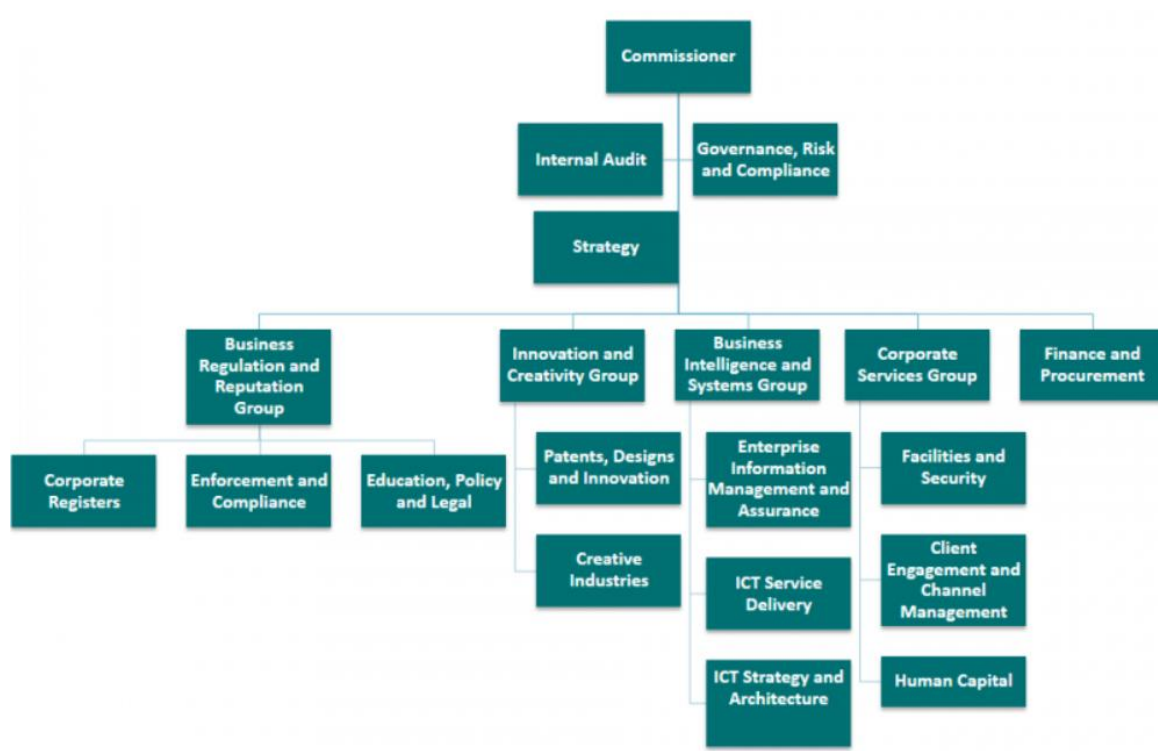 Commissioner
Internal Audit
Governance, Risk
and Compliance
Strategy
Business
Regulation and
Reputation
Group
Innovation and
Creativity Group
Business
Intelligence and
Systems Group
Corporate
Services Group
Finance and
Procurement
Corporate
Registers
Enforcement and
Compliance
Education, Policy
and Legal
Patents, Designs
and Innovation
Creative
Industries
Enterprise
Information
Management and
Assurance
ICT Service
Delivery
ICT Strategy and
Architecture
Facilities and
Security
Client
Engagement and
Channel
Management
Human Capital